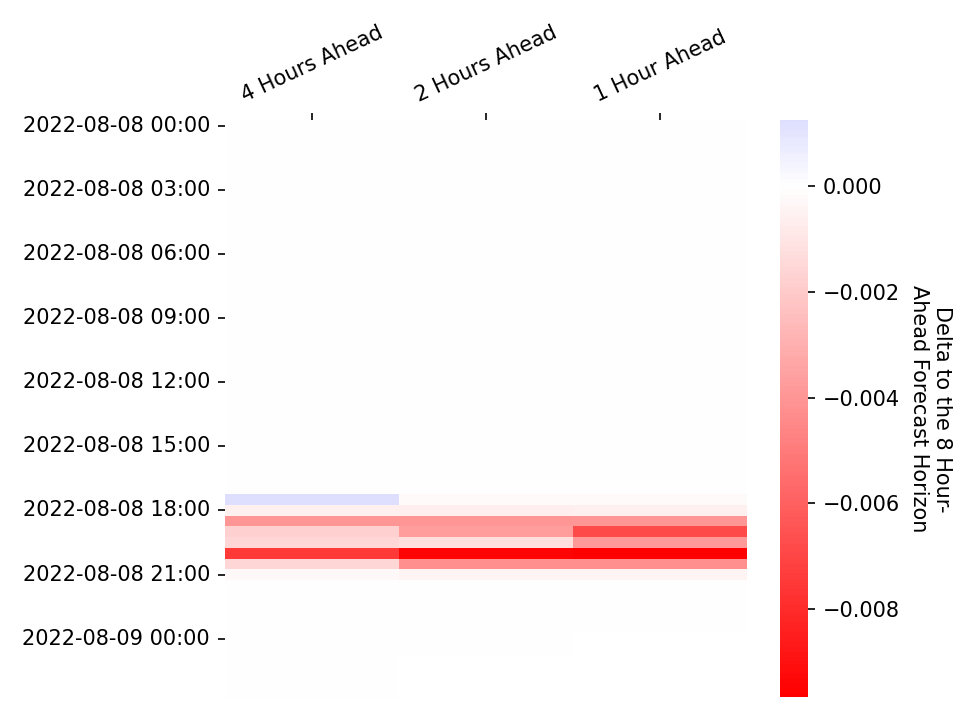 4 Hours Ahead
2 Hours Ahead
1 Hour Ahead
2022-08-08 00:00
2022-08-08 03:00
2022-08-08 06:00
2022-08-08 09:00
2022-08-08 12:00
2022-08-08 15:00
2022-08-08 18:00
2022-08-08 21:00
2022-08-09 00:00
0.000
−0.002
−0.004
−0.006
−0.008
Delta to the 8 Hour-
Ahead Forecast Horizon